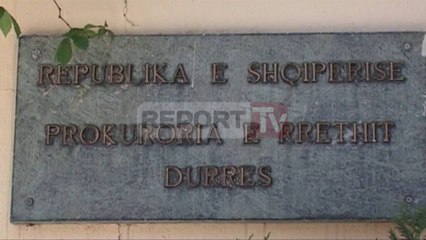 REPUBLIKA E SHQIPERISE
REPORT TV
PROKURORIA E RRETHIT
DURRES